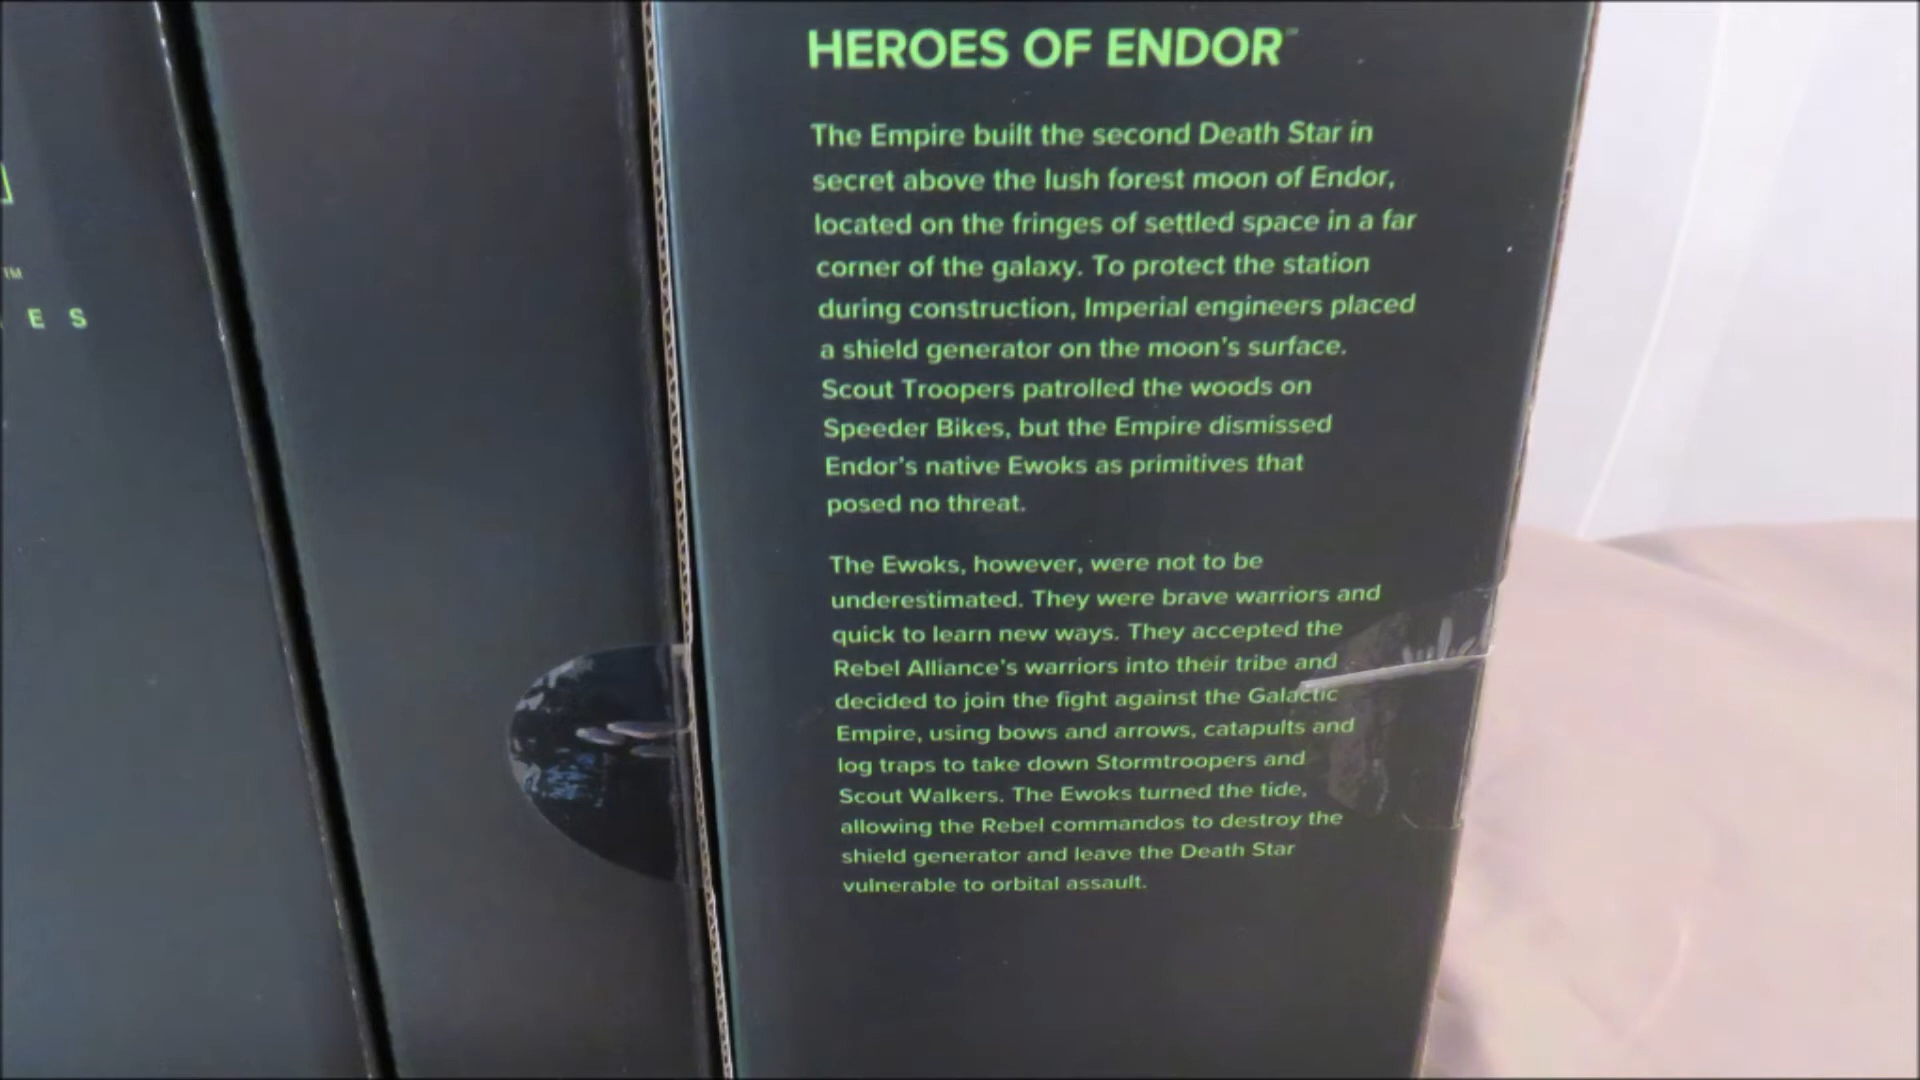 TM
E S
HEROES OF ENDOR™
The Empire built the second Death Star in
secret above the lush forest moon of Endor,
located on the fringes of settled space in a far
corner of the galaxy. To protect the station
during construction, Imperial engineers placed
a shield generator on the moon's surface.
Scout Troopers patrolled the woods on
Speeder Bikes, but the Empire dismissed
Endor's native Ewoks as primitives that
posed no threat.
The Ewoks, however, were not to be
underestimated. They were brave warriors and
quick to learn new ways. They accepted the
Rebel Alliance's warriors into their tribe and
decided to join the fight against the Galactic
Empire, using bows and arrows, catapults and
log traps to take down Stormtroopers and
Scout Walkers. The Ewoks turned the tide,
allowing the Rebel commandos to destroy the
shield generator and leave the Death Star
vulnerable to orbital assault.